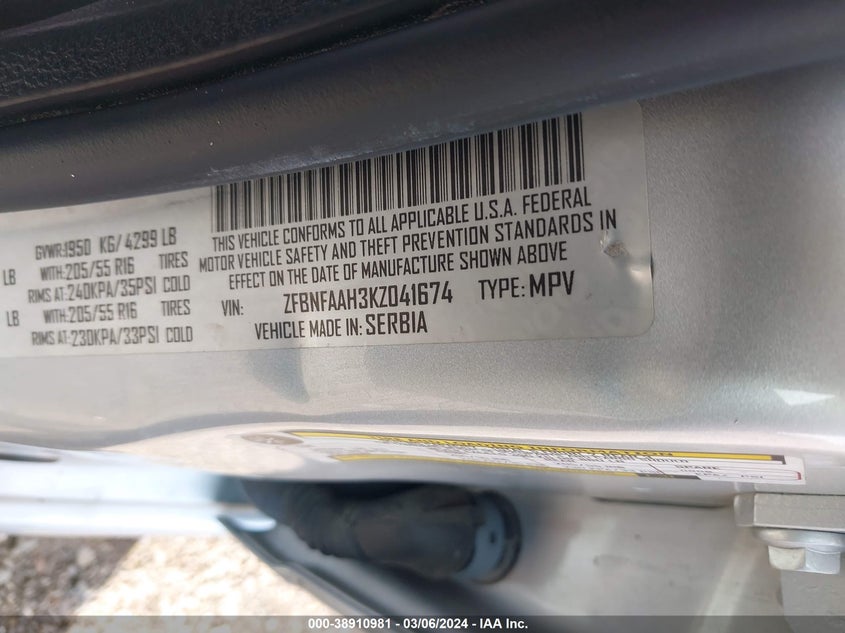 GVWR:1950 KG/ 4299 LB
LB WITH:205/55 R16 TIRES
RIMS AT:240KPA/35PSI COLD
LB WITH:205/55 R16 TIRES
RIMS AT:230KPA/33PSI COLD
THIS VEHICLE CONFORMS TO ALL APPLICABLE U.S.A. FEDERAL
MOTOR VEHICLE SAFETY AND THEFT PREVENTION STANDARDS IN
EFFECT ON THE DATE OF MANUFACTURE SHOWN ABOVE
VIN: ZFBNFAAH3KZ041674 TYPE: MPV
VEHICLE MADE IN: SERBIA
SPARE
000-38910981 - 03/06/2024 - IAA Inc.